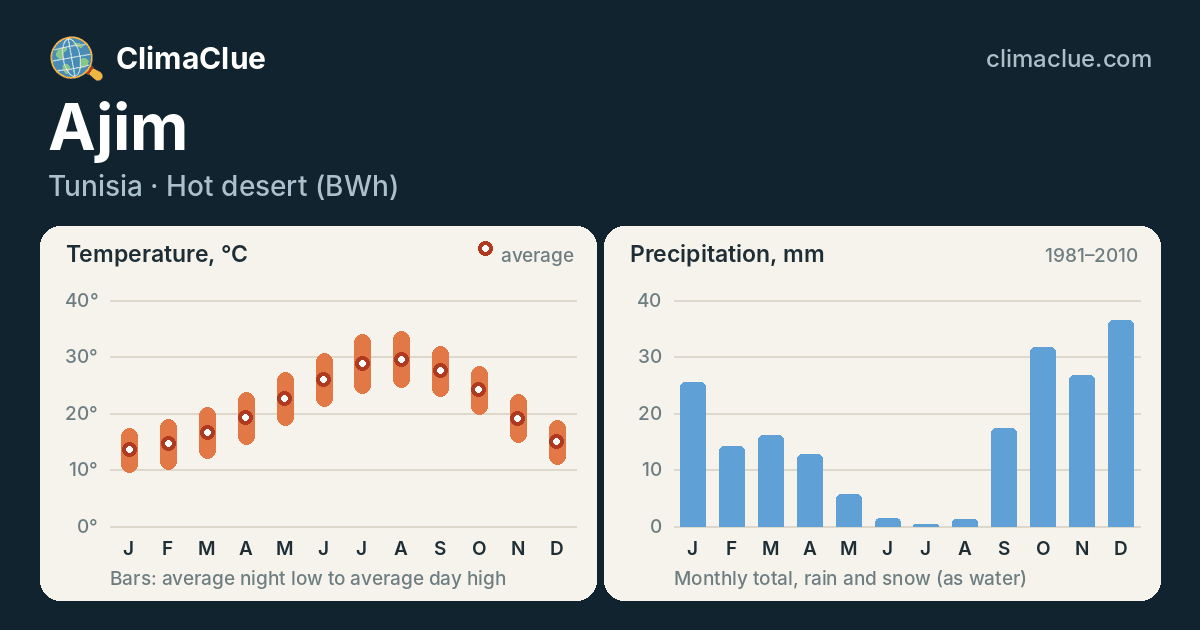 ClimaClue
climaclue.com
Ajim
Tunisia · Hot desert (BWh)
Temperature, °C
average
40°
30°
20°
10°
0°
J F M A M J J A S O N D
Bars: average night low to average day high
Precipitation, mm
1981–2010
40
30
20
10
0
J F M A M J J A S O N D
Monthly total, rain and snow (as water)